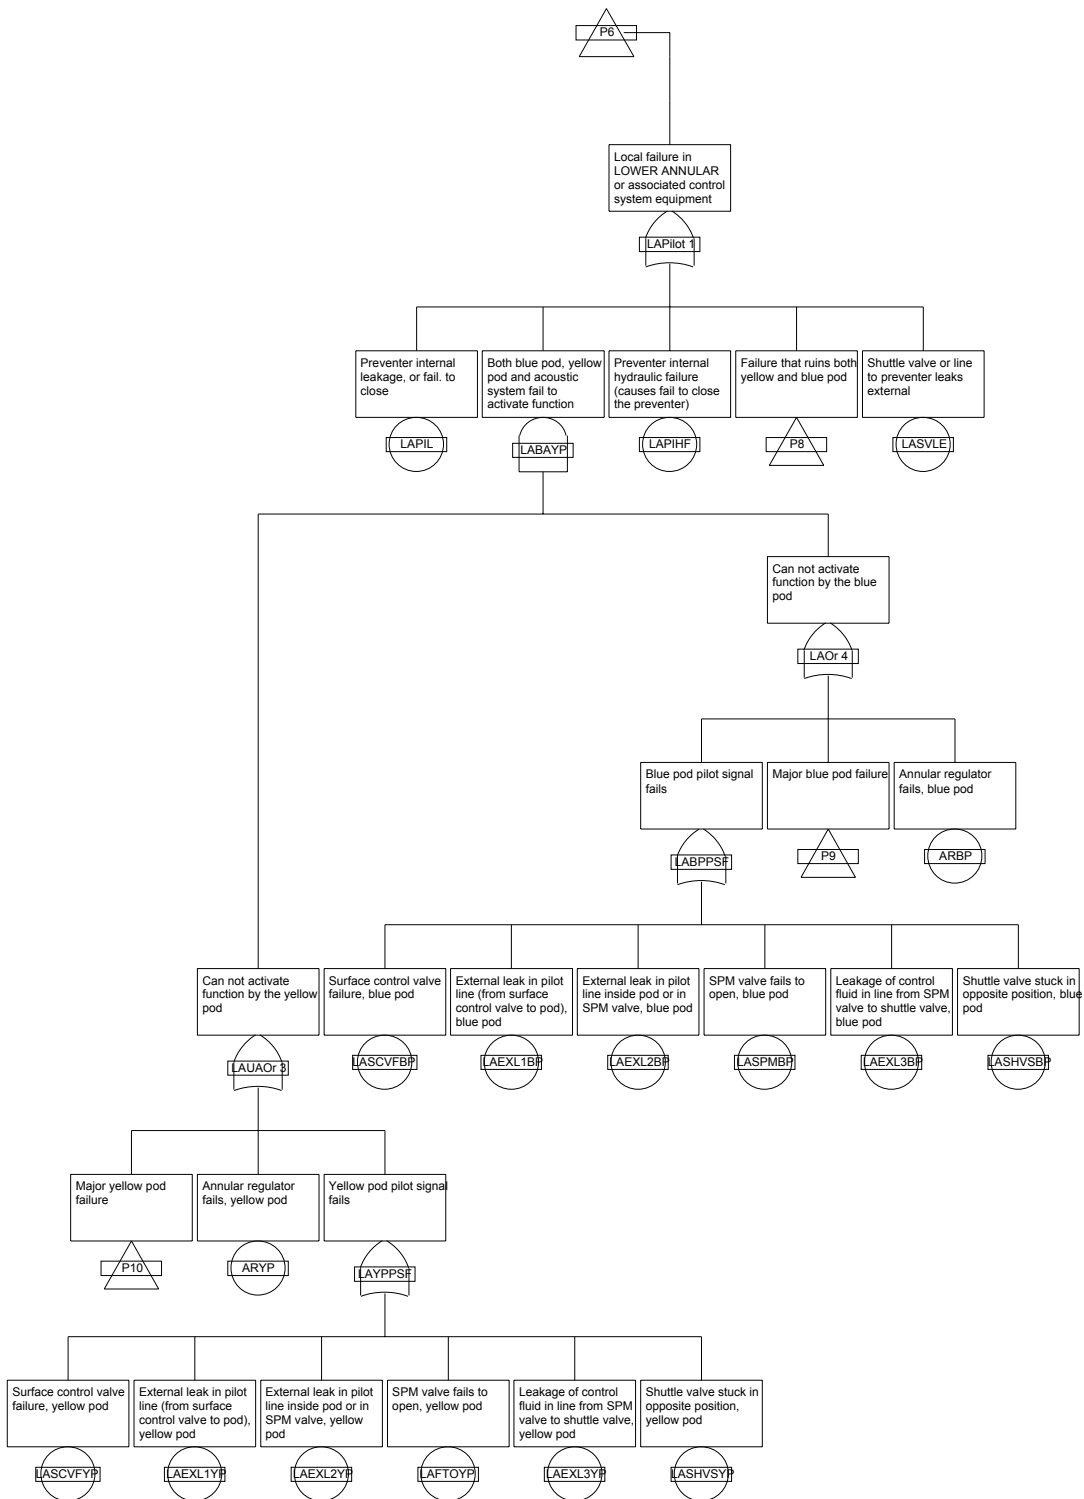 P6
Local failure in
LOWER ANNULAR
or associated control
system equipment
LAPilot 1
Preventer internal
leakage, or fail. to
close
LAPIL
Both blue pod, yellow
pod and acoustic
system fail to
activate function
LABAYP
Preventer internal
hydraulic failure
(causes fail to close
the preventer)
LAPIHF
Failure that ruins both
yellow and blue pod
P8
Shuttle valve or line
to preventer leaks
external
LASVLE
Can not activate
function by the blue
pod
LAOr 4
Blue pod pilot signal
fails
LABPPSF
Major blue pod failure
P9
Annular regulator
fails, blue pod
ARBP
Can not activate
function by the yellow
pod
LAUAOr 3
Surface control valve
failure, blue pod
LASCVFBP
External leak in pilot
line (from surface
control valve to pod),
blue pod
LAEXL1BP
External leak in pilot
line inside pod or in
SPM valve, blue pod
LAEXL2BP
SPM valve fails to
open, blue pod
LASPMBP
Leakage of control
fluid in line from SPM
valve to shuttle valve,
blue pod
LAEXL3BP
Shuttle valve stuck in
opposite position, blue
pod
LASHVSBP
Major yellow pod
failure
P10
Annular regulator
fails, yellow pod
ARYP
Yellow pod pilot signal
fails
LAYPPSF
Surface control valve
failure, yellow pod
LASCVFYP
External leak in pilot
line (from surface
control valve to pod),
yellow pod
LAEXL1YP
External leak in pilot
line inside pod or in
SPM valve, yellow
pod
LAEXL2YP
SPM valve fails to
open, yellow pod
LAFTOYP
Leakage of control
fluid in line from SPM
valve to shuttle valve,
yellow pod
LAEXL3YP
Shuttle valve stuck in
opposite position,
yellow pod
LASHVSYP